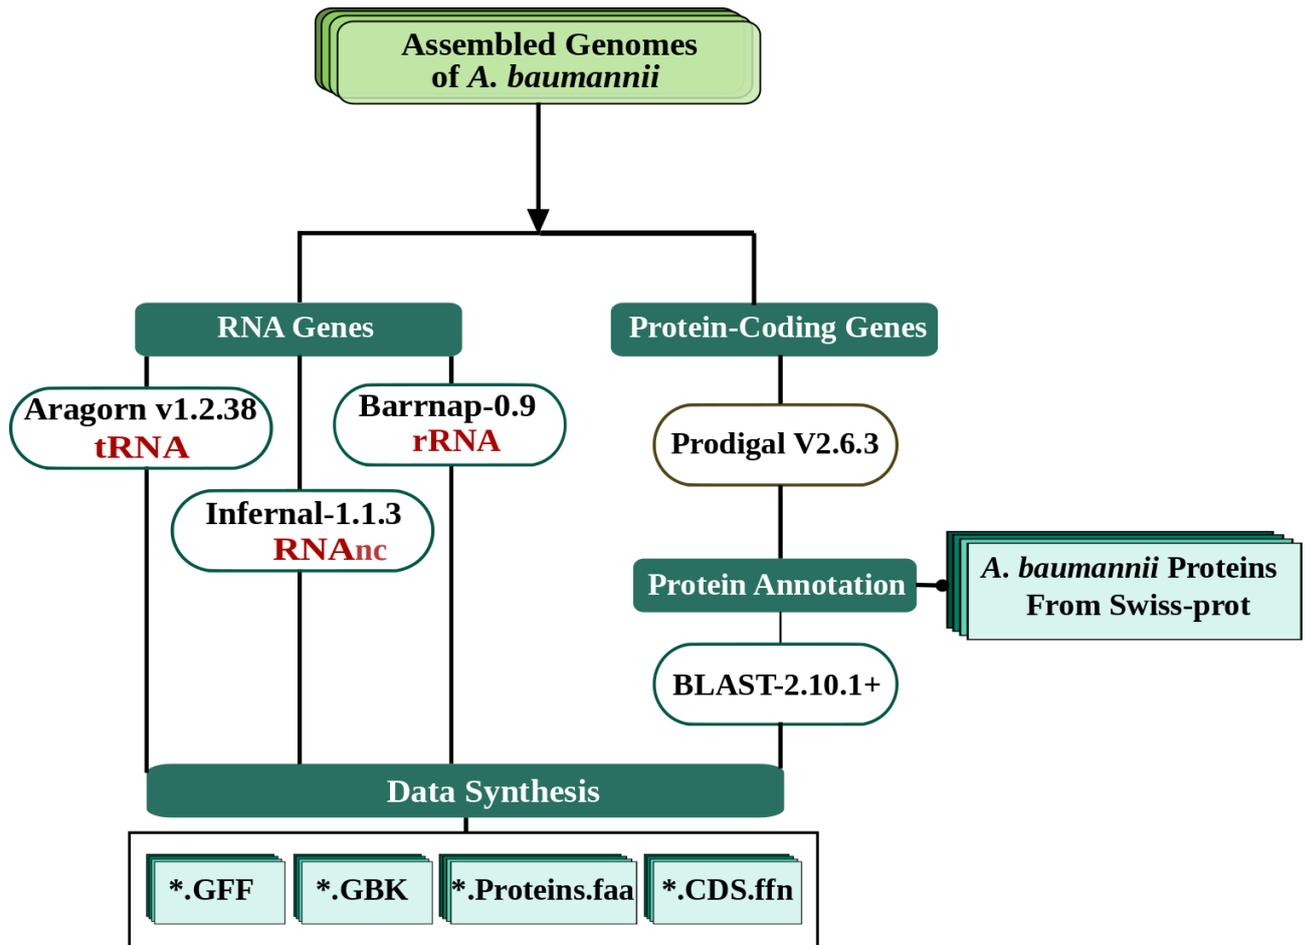 Assembled Genomes
of A. baumannii
RNA Genes
Protein-Coding Genes
Aragorn v1.2.38
tRNA
Barrnap-0.9
rRNA
Prodigal V2.6.3
Infernal-1.1.3
RNAnc
Protein Annotation
A. baumannii Proteins
From Swiss-prot
BLAST-2.10.1+
Data Synthesis
*.GFF
*.GBK
*.Proteins.faa
*.CDS.ffn